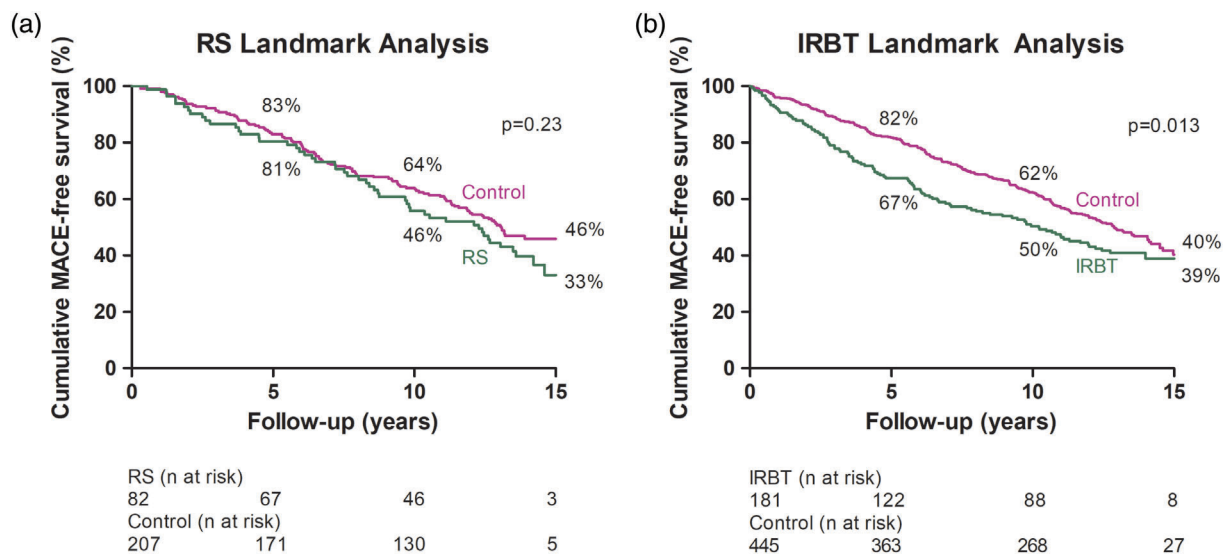 (a)
RS Landmark Analysis
Cumulative MACE-free survival (%)
100
80
60
40
20
0
83%
81%
p=0.23
64%
Control
46%
RS
46%
33%
0 5 10 15
Follow-up (years)
RS (n at risk)
82 67 46 3
Control (n at risk)
207 171 130 5
(b)
IRBT Landmark Analysis
Cumulative MACE-free survival (%)
100
80
60
40
20
0
82%
p=0.013
67%
62%
Control
50%
IRBT
40%
39%
0 5 10 15
Follow-up (years)
IRBT (n at risk)
181 122 88 8
Control (n at risk)
445 363 268 27